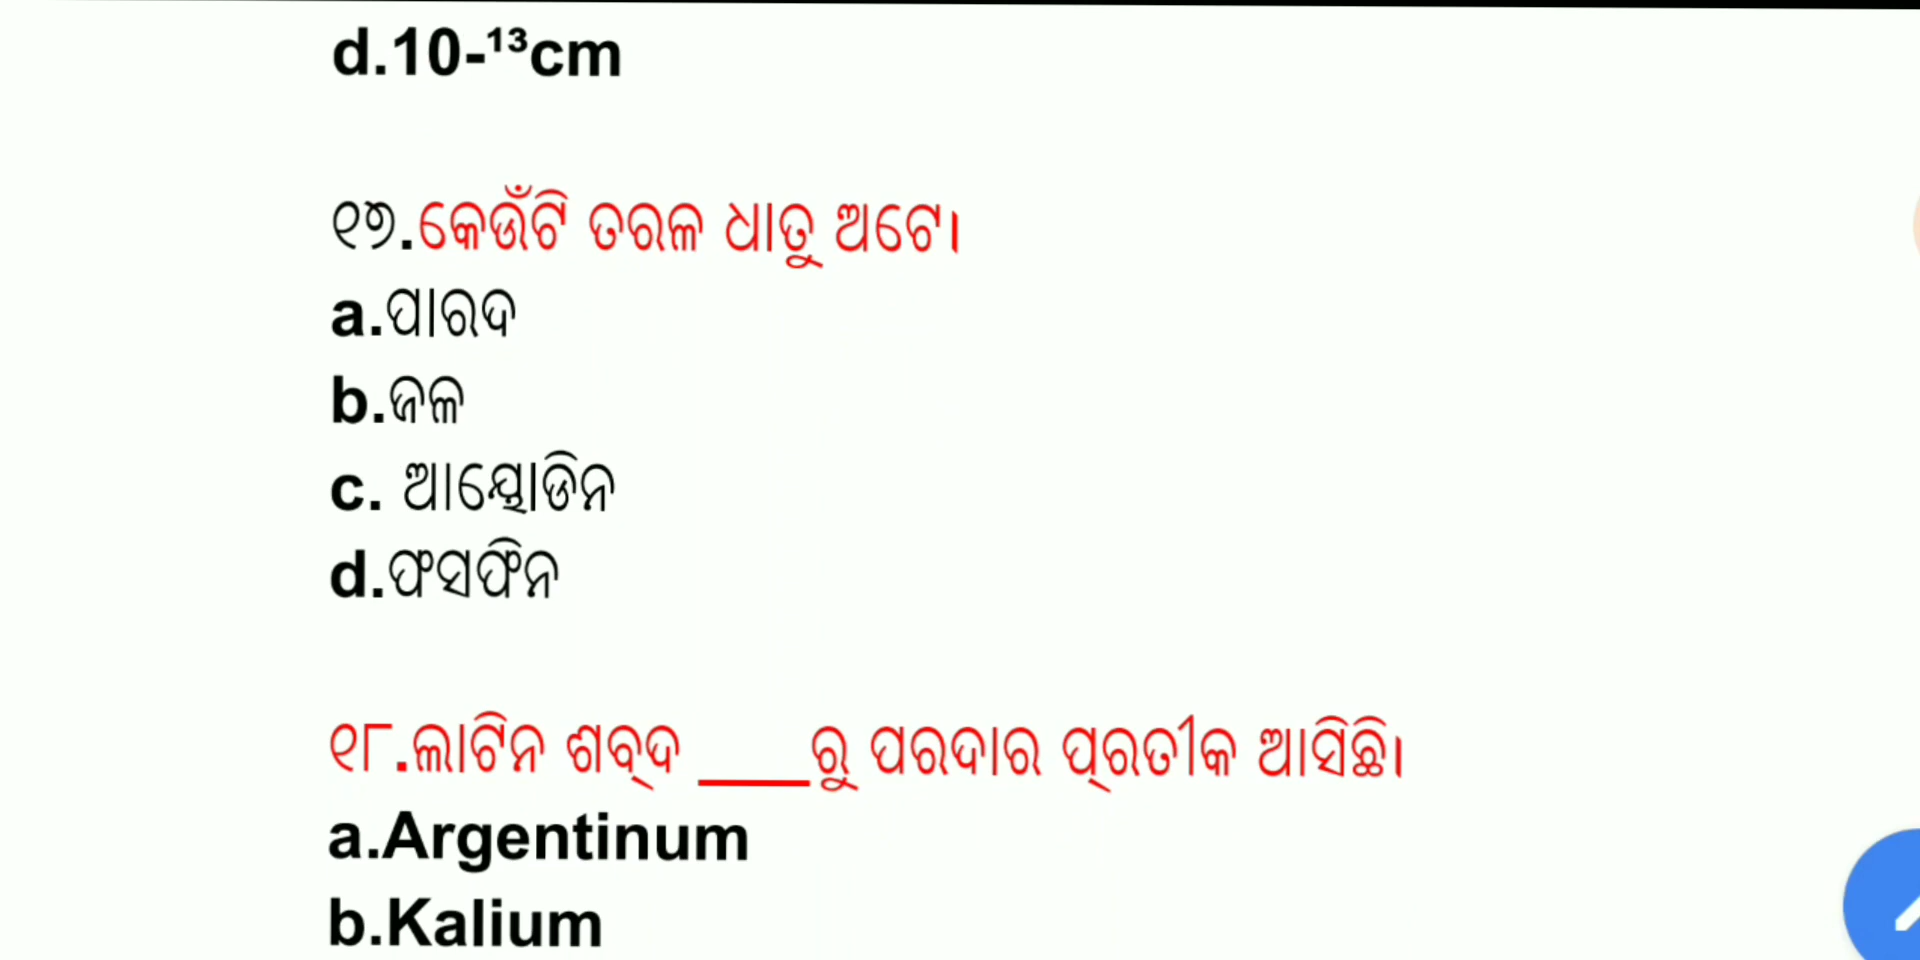 d.10-¹³cm
୧୭.କେଉଁଟି ତରଳ ଧାତୁ ଅଟେ।
a.ପାରଦ
b.ଜଳ
c. ଆୟୋଡିନ
d.ଫସଫିନ
୧୮.ଲାଟିନ ଶବ୍ଦ ____ରୁ ପରଦାର ପ୍ରତୀକ ଆସିଛି।
a.Argentinum
b.Kalium